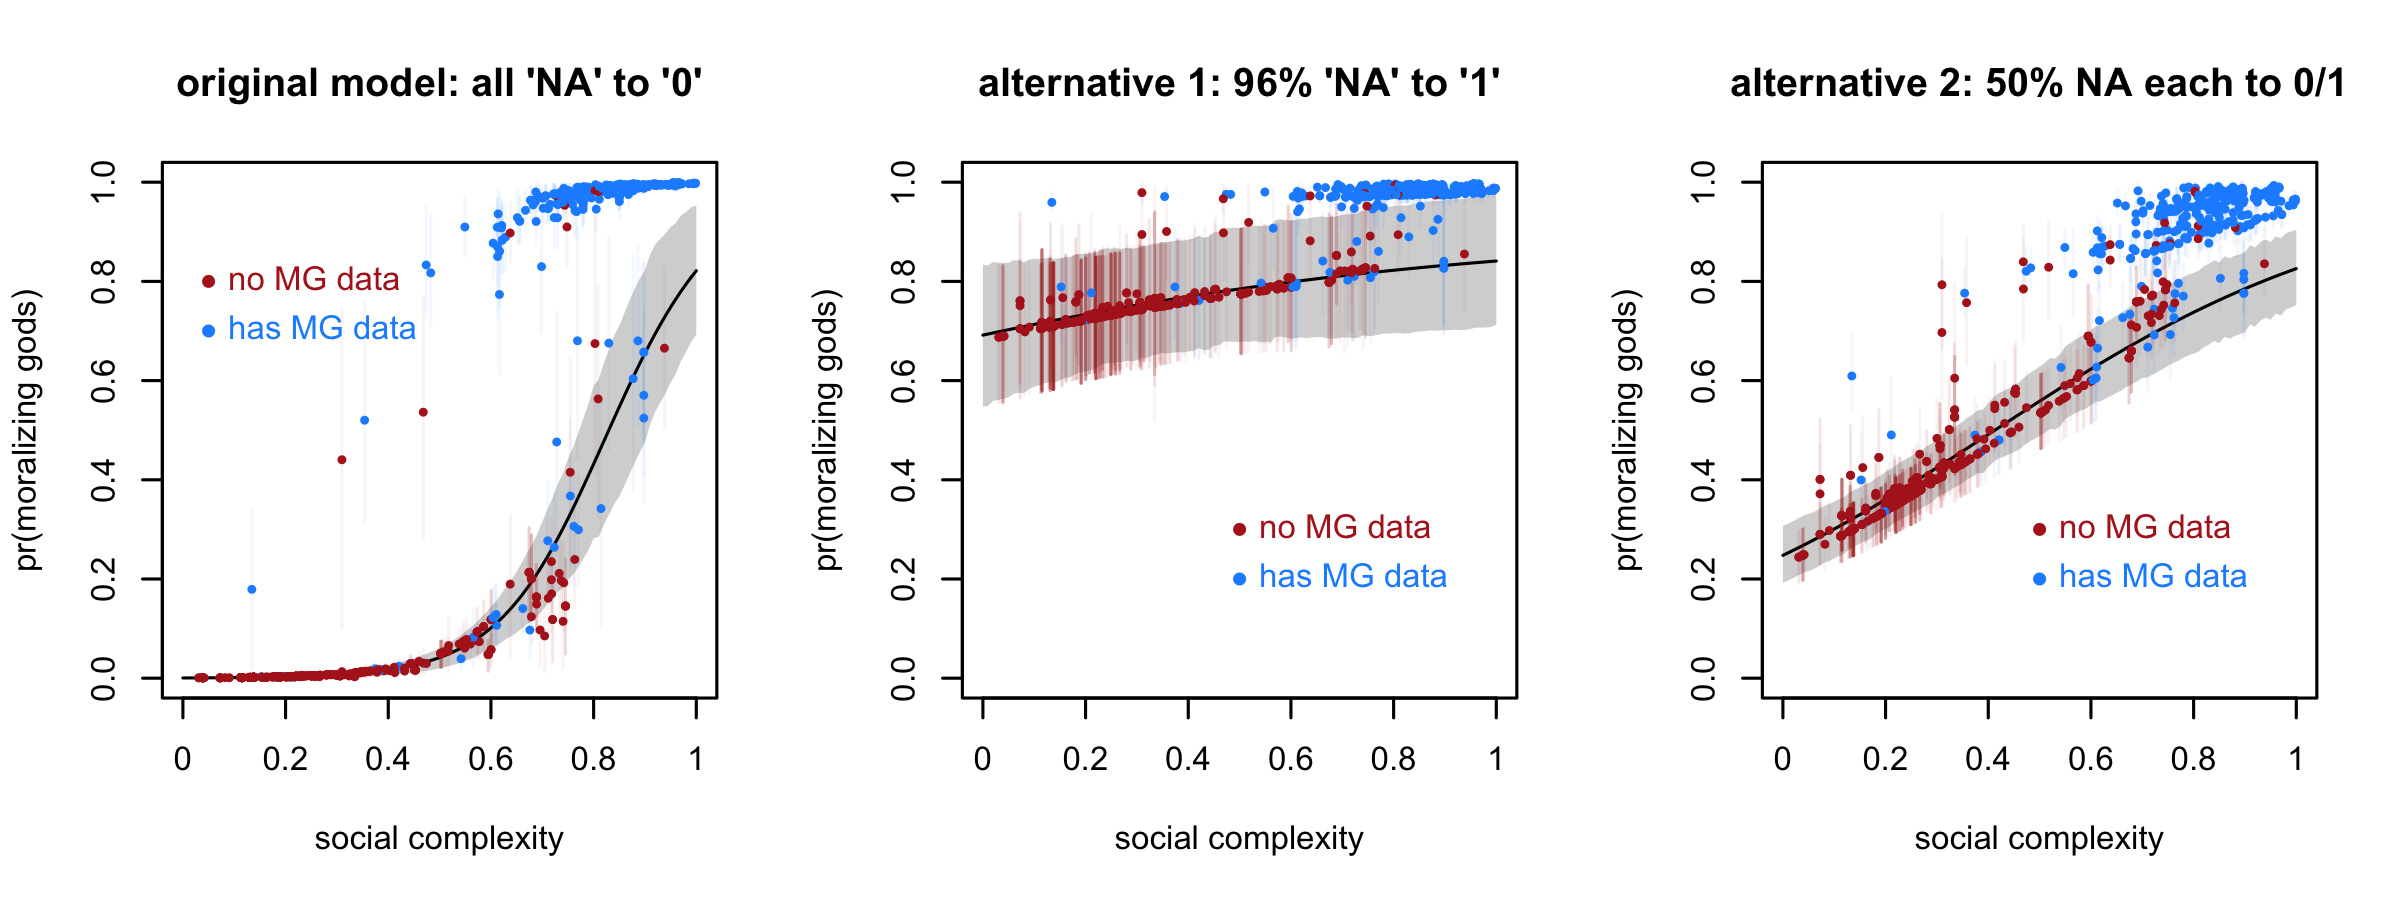 original model: all 'NA' to '0'
pr(moralizing gods)
1.0
0.8
0.6
0.4
0.2
0.0
no MG data
has MG data
0 0.2 0.4 0.6 0.8 1
social complexity
alternative 1: 96% 'NA' to '1'
pr(moralizing gods)
1.0
0.8
0.6
0.4
0.2
0.0
no MG data
has MG data
0 0.2 0.4 0.6 0.8 1
social complexity
alternative 2: 50% NA each to 0/1
pr(moralizing gods)
1.0
0.8
0.6
0.4
0.2
0.0
no MG data
has MG data
0 0.2 0.4 0.6 0.8 1
social complexity